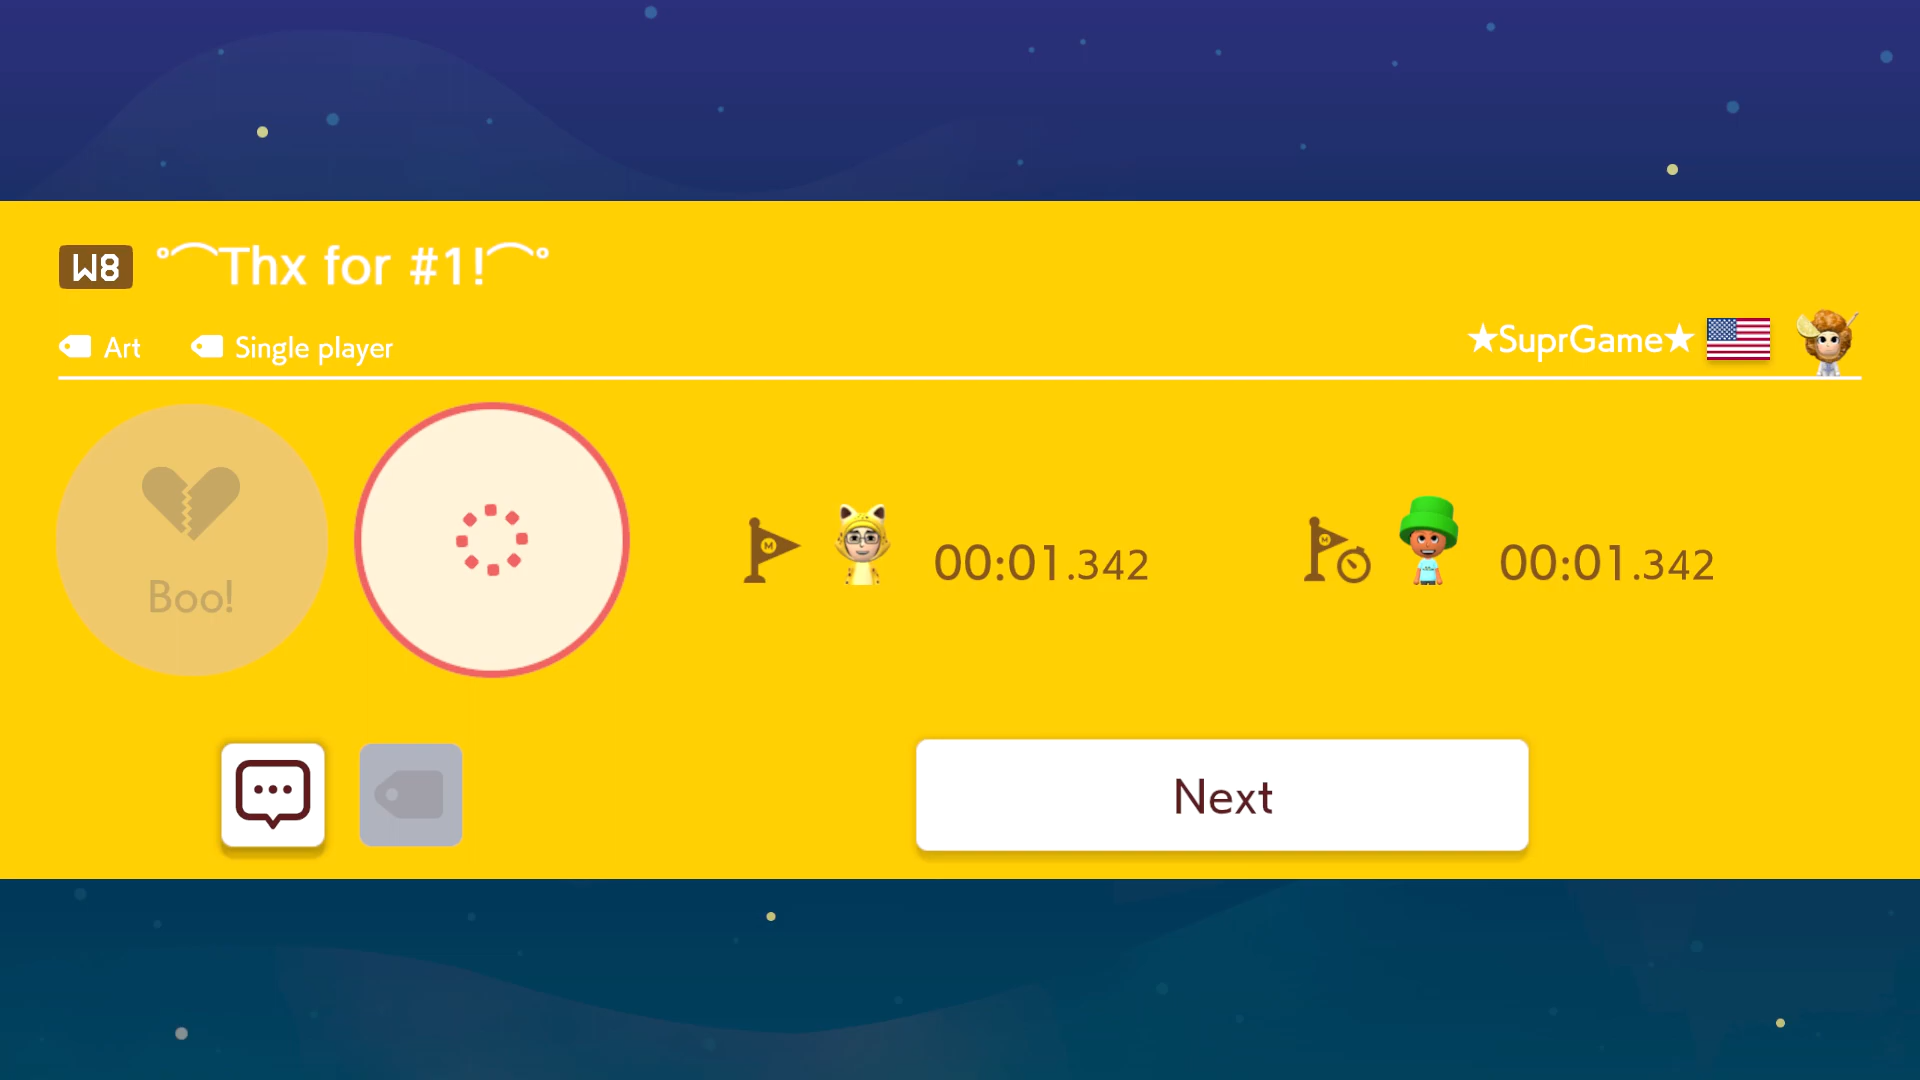 W8 °⌒Thx for #1!⌒°
Art Single player
★SuprGame★
Boo!
M 00:01.342
M 00:01.342
Next